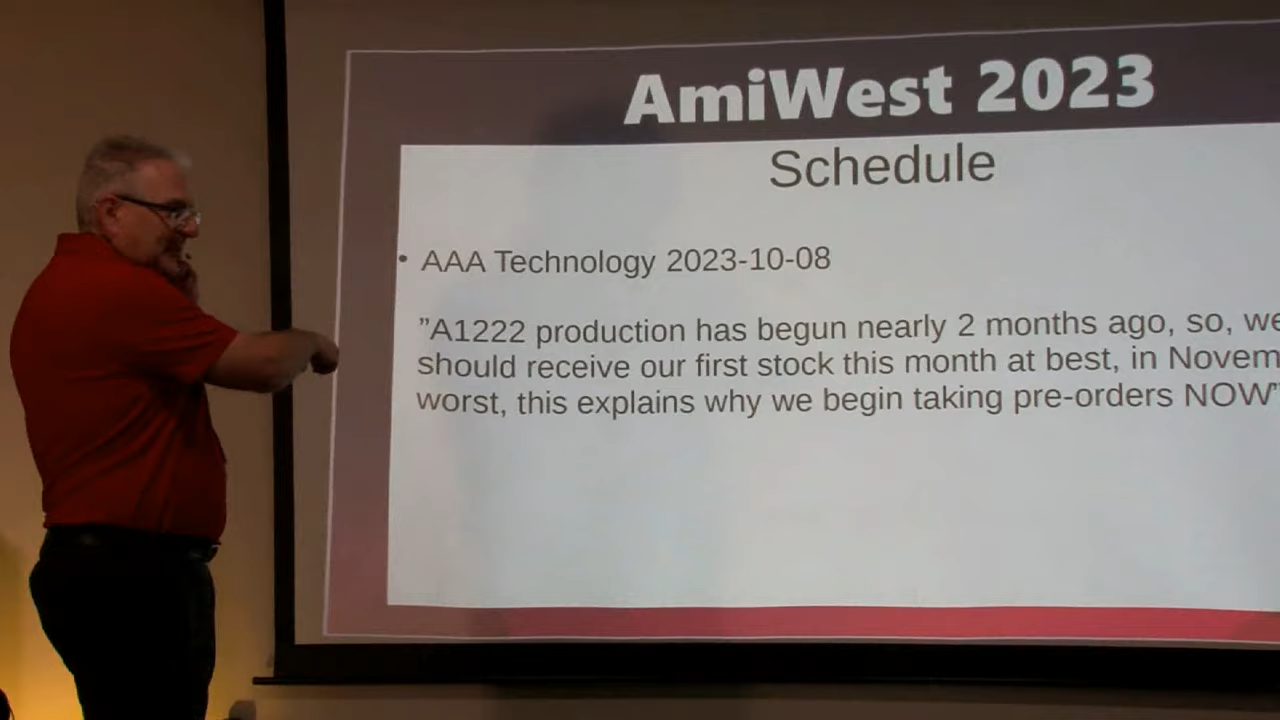 AmiWest 2023
Schedule
• AAA Technology 2023-10-08
”A1222 production has begun nearly 2 months ago, so, we
should receive our first stock this month at best, in Novem
worst, this explains why we begin taking pre-orders NOW"